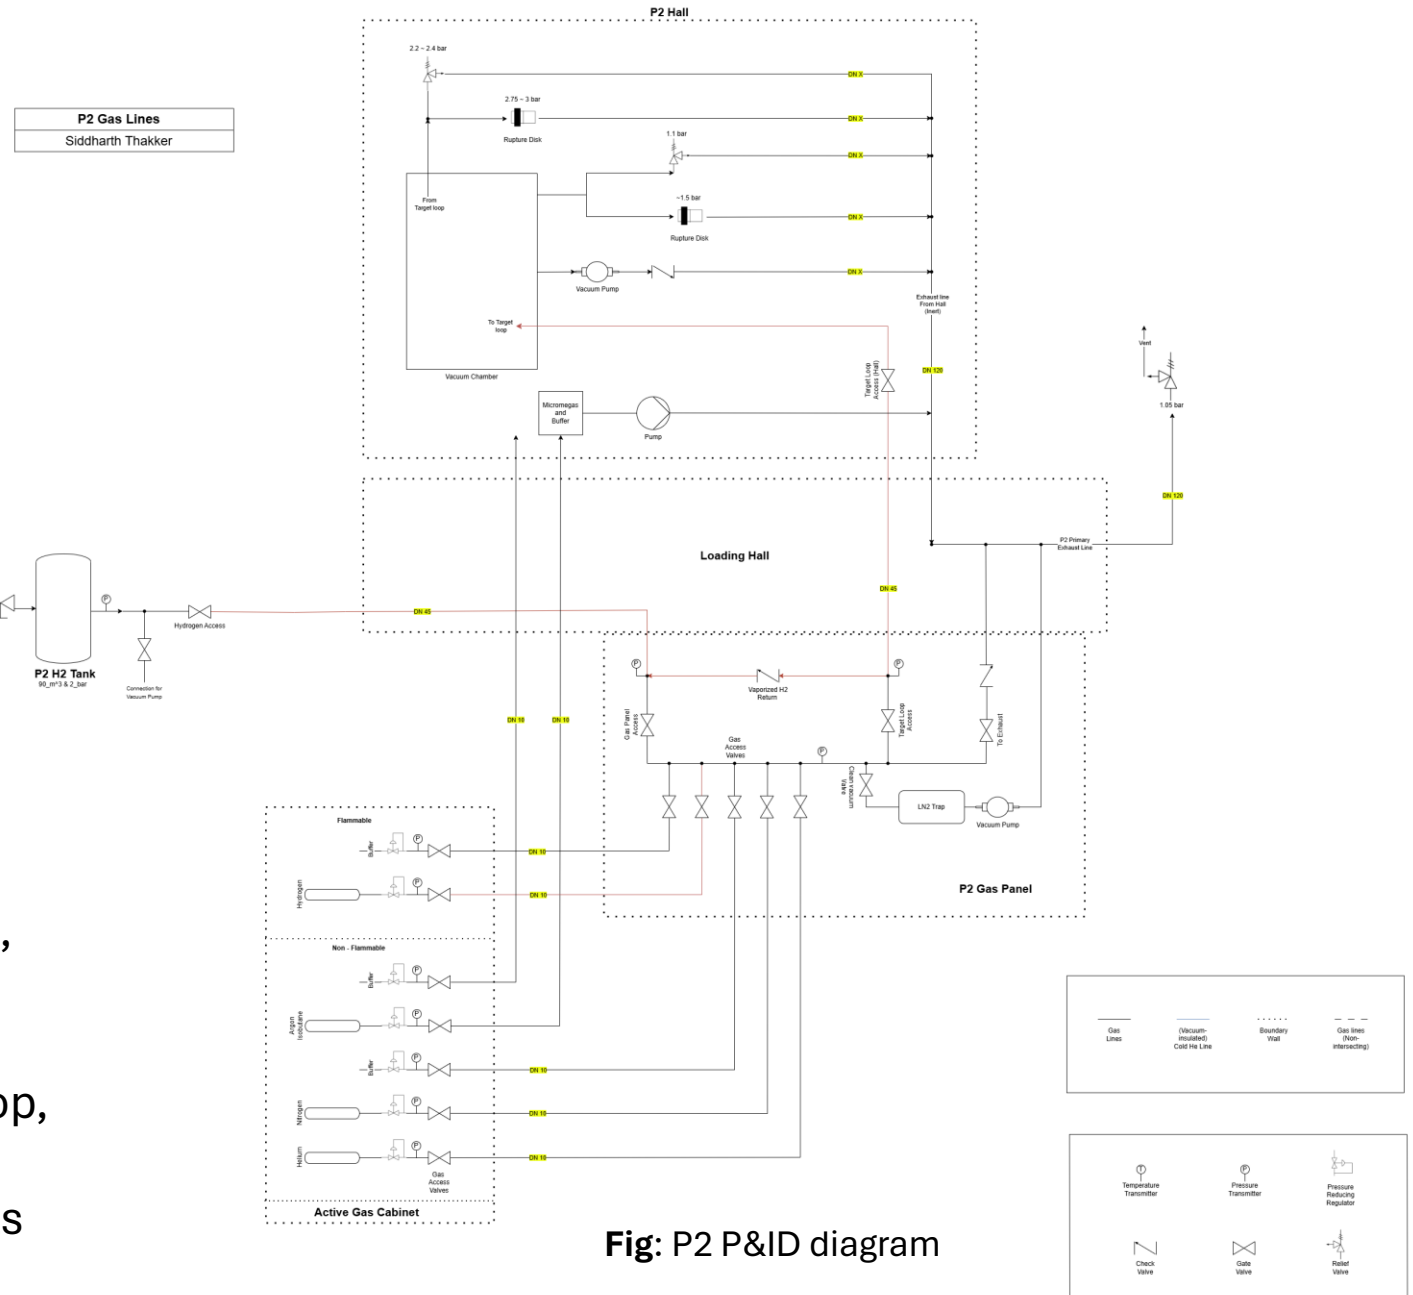 P2 Hall
2.2 ~ 2.4 bar
DN X
P2 Gas Lines
Siddharth Thakker
2.75 ~ 3 bar
Rupture Disk
DN X
1.1 bar
DN X
From
Target loop
~1.5 bar
Rupture Disk
DN X
Vacuum Pump
DN X
Exhaust line
From Hall
(Inert)
To Target
loop
Vacuum Chamber
Target Loop
Access (Hall)
DN 120
Vent
1.05 bar
Micromegas
and
Buffer
Pump
DN 120
Loading Hall
P2 Primary
Exhaust Line
P
Hydrogen Access
DN 45
DN 45
P2 H2 Tank
90_m^3 & 2_bar
Connection for
Vacuum Pump
P
P
Vaporized H2
Return
Gas Panel
Access
Target Loop
Access
To Exhaust
DN 10
DN 10
Gas
Access
Valves
P
Clean vacuum
Valve
LN2 Trap
Vacuum Pump
P2 Gas Panel
Flammable
Buffer
P
DN 10
Hydrogen
P
DN 10
Non - Flammable
Buffer
P
Argon
Isobutane
P
Buffer
P
DN 10
Nitrogen
P
DN 10
Helium
P
DN 10
Gas
Access
Valves
Active Gas Cabinet
,
op,
s
Fig: P2 P&ID diagram
Gas
Lines
(Vacuum-
insulated)
Cold He Line
Boundary
Wall
Gas lines
(Non-
intersecting)
T
Temperature
Transmitter
P
Pressure
Transmitter
Pressure
Reducing
Regulator
Check
Valve
Gate
Valve
Relief
Valve